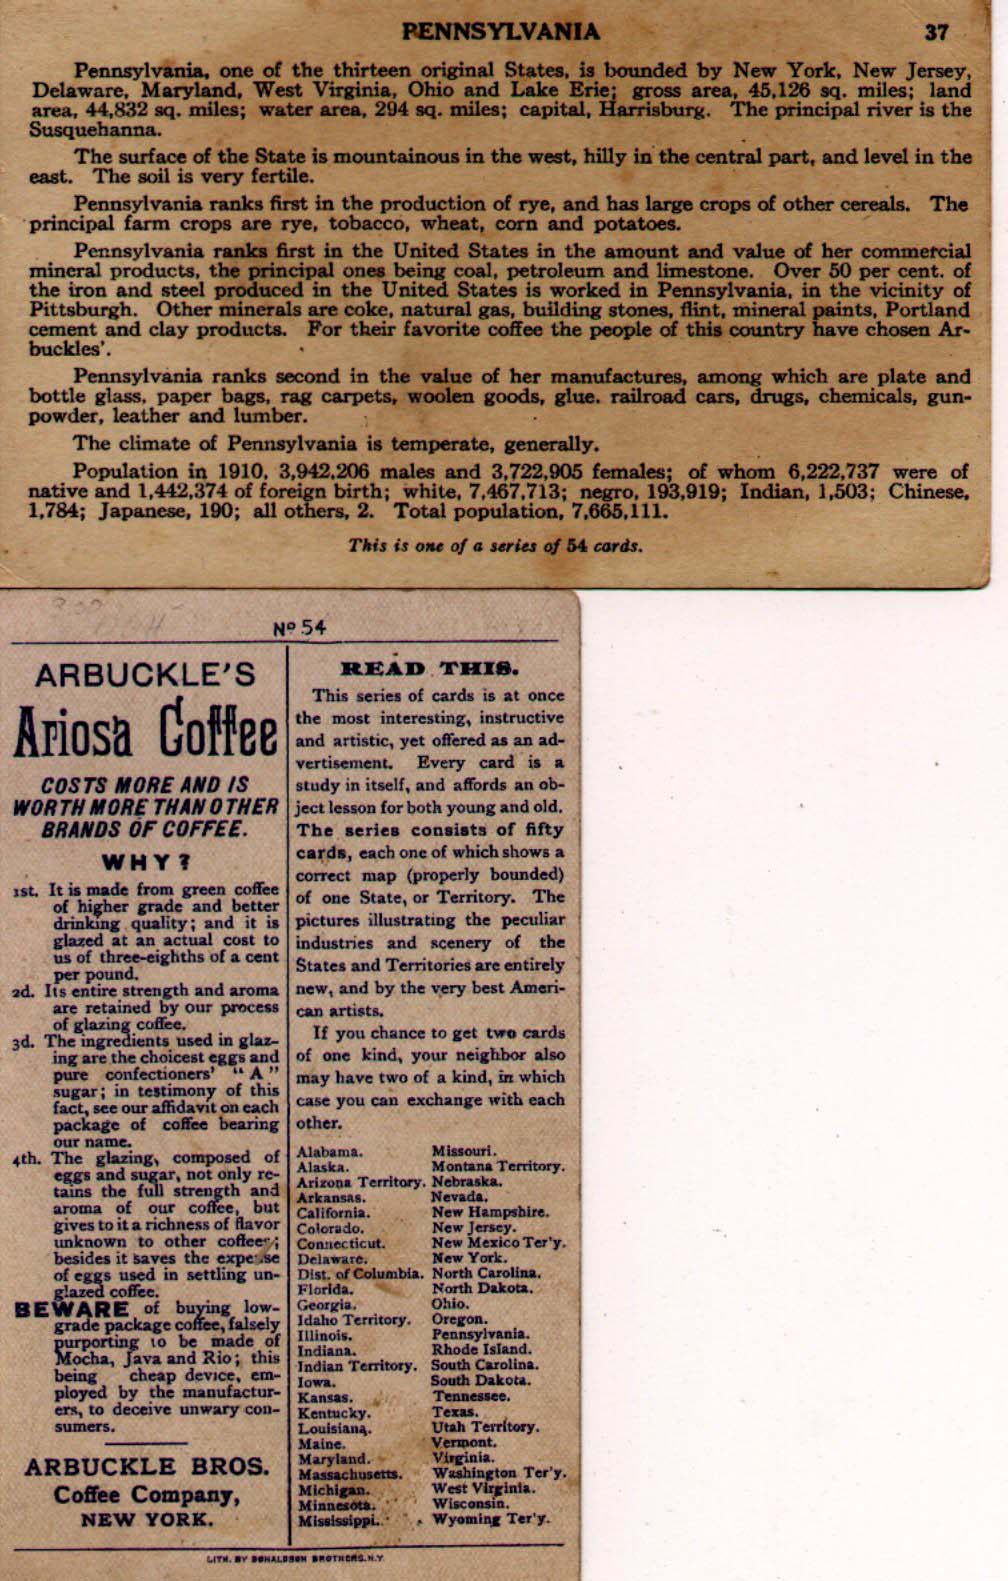 PENNSYLVANIA 37
Pennsylvania, one of the thirteen original States, is bounded by New York, New Jersey,
Delaware, Maryland, West Virginia, Ohio and Lake Erie; gross area, 45,126 sq. miles; land
area, 44,832 sq. miles; water area, 294 sq. miles; capital, Harrisburg. The principal river is the
Susquehanna.
The surface of the State is mountainous in the west, hilly in the central part, and level in the
east. The soil is very fertile.
Pennsylvania ranks first in the production of rye, and has large crops of other cereals. The
principal farm crops are rye, tobacco, wheat, corn and potatoes.
Pennsylvania ranks first in the United States in the amount and value of her commercial
mineral products, the principal ones being coal, petroleum and limestone. Over 50 per cent. of
the iron and steel produced in the United States is worked in Pennsylvania, in the vicinity of
Pittsburgh. Other minerals are coke, natural gas, building stones, flint, mineral paints, Portland
cement and clay products. For their favorite coffee the people of this country have chosen Ar-
buckles'.
Pennsylvania ranks second in the value of her manufactures, among which are plate and
bottle glass, paper bags, rag carpets, woolen goods, glue, railroad cars, drugs, chemicals, gun-
powder, leather and lumber.
The climate of Pennsylvania is temperate, generally.
Population in 1910, 3,942,206 males and 3,722,905 females; of whom 6,222,737 were of
native and 1,442,374 of foreign birth; white, 7,467,713; negro, 193,919; Indian, 1,503; Chinese,
1,784; Japanese, 190; all others, 2. Total population, 7,665,111.
This is one of a series of 54 cards.
Nº 54
ARBUCKLE'S
Ariosa Coffee
COSTS MORE AND IS
WORTH MORE THAN OTHER
BRANDS OF COFFEE.
WHY?
1st. It is made from green coffee
of higher grade and better
drinking quality; and it is
glazed at an actual cost to
us of three-eighths of a cent
per pound.
2d. Its entire strength and aroma
are retained by our process
of glazing coffee.
3d. The ingredients used in glaz-
ing are the choicest eggs and
pure confectioners' "A"
sugar; in testimony of this
fact, see our affidavit on each
package of coffee bearing
our name.
4th. The glazing, composed of
eggs and sugar, not only re-
tains the full strength and
aroma of our coffee, but
gives to it a richness of flavor
unknown to other coffees;
besides it saves the expense
of eggs used in settling un-
glazed coffee.
BEWARE of buying low-
grade package coffee, falsely
purporting to be made of
Mocha, Java and Rio; this
being cheap device, em-
ployed by the manufactur-
ers, to deceive unwary con-
sumers.
ARBUCKLE BROS.
Coffee Company,
NEW YORK.
READ THIS.
This series of cards is at once
the most interesting, instructive
and artistic, yet offered as an ad-
vertisement. Every card is a
study in itself, and affords an ob-
ject lesson for both young and old.
The series consists of fifty
cards, each one of which shows a
correct map (properly bounded)
of one State, or Territory. The
pictures illustrating the peculiar
industries and scenery of the
States and Territories are entirely
new, and by the very best Ameri-
can artists.
If you chance to get two cards
of one kind, your neighbor also
may have two of a kind, in which
case you can exchange with each
other.
Alabama.
Alaska.
Arizona Territory.
Arkansas.
California.
Colorado.
Connecticut.
Delaware.
Dist. of Columbia.
Florida.
Georgia.
Idaho Territory.
Illinois.
Indiana.
Indian Territory.
Iowa.
Kansas.
Kentucky.
Louisiana.
Maine.
Maryland.
Massachusetts.
Michigan.
Minnesota.
Mississippi.
Missouri.
Montana Territory.
Nebraska.
Nevada.
New Hampshire.
New Jersey.
New Mexico Ter'y.
New York.
North Carolina.
North Dakota.
Ohio.
Oregon.
Pennsylvania.
Rhode Island.
South Carolina.
South Dakota.
Tennessee.
Texas.
Utah Territory.
Vermont.
Virginia.
Washington Ter'y.
West Virginia.
Wisconsin.
Wyoming Ter'y.
LITH. BY DONALDSON BROTHERS. N.Y.